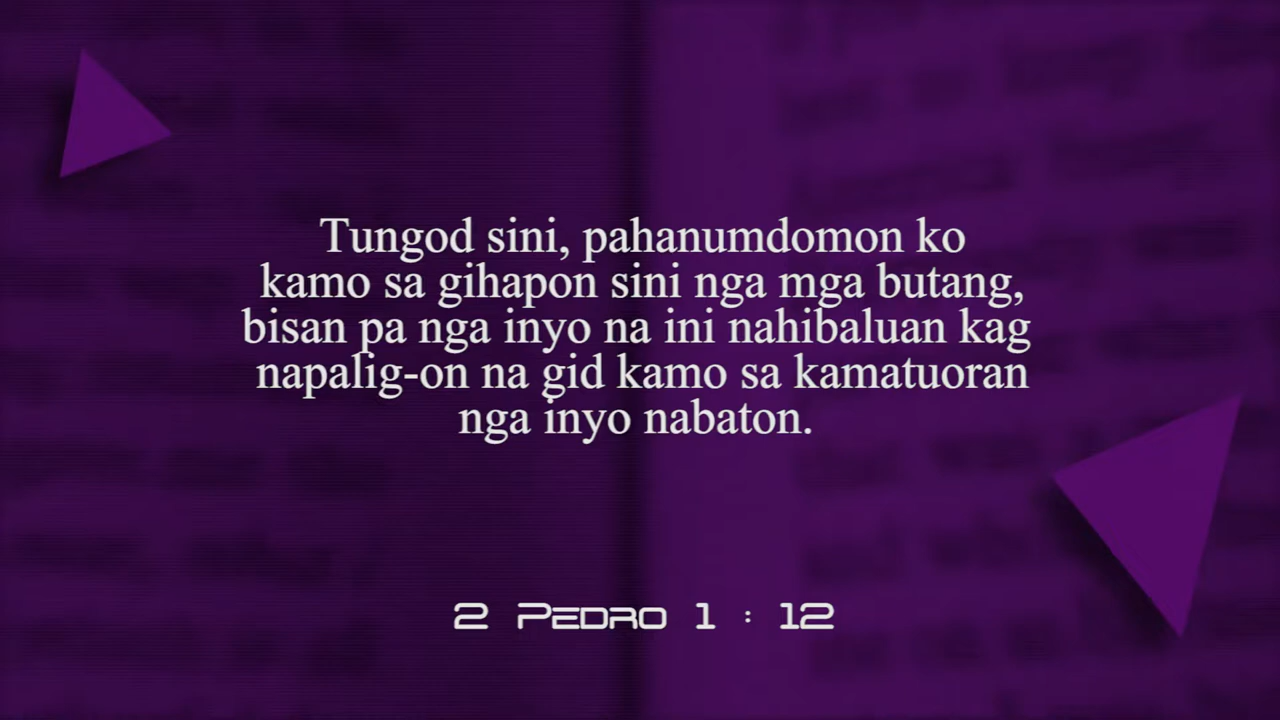 Tungod sini, pahanumdomon ko
kamo sa gihapon sini nga mga butang,
bisan pa nga inyo na ini nahibaluan kag
napalig-on na gid kamo sa kamatuoran
nga inyo nabaton.
2 Pedro 1 : 12